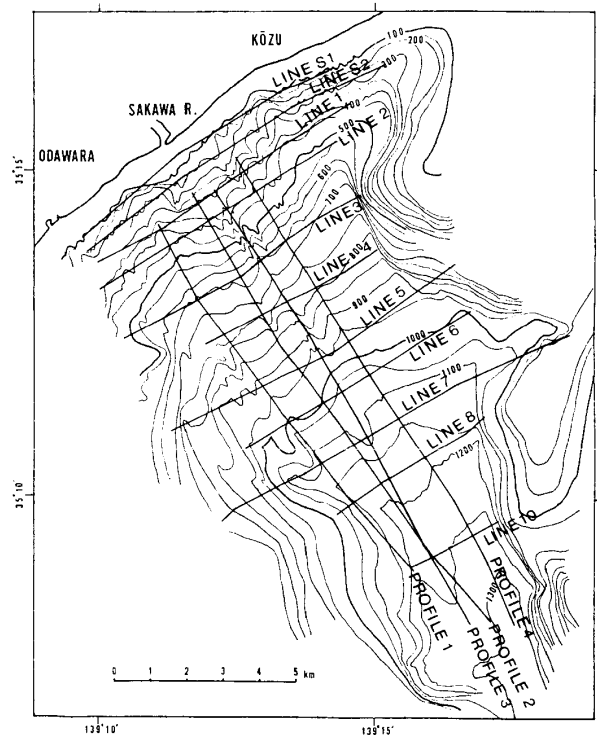 KŌZU
100
200
LINE S1
LINE S2
300
SAKAWA R.
LINE 1
400
LINE 2
500
ODAWARA
35°15'
600
700
LINE 3
LINE 4
800
LINE 5
900
1000
LINE 6
1100
LINE 7
LINE 8
1200
35°10'
LINE 10
1300
PROFILE 1
PROFILE 3
PROFILE 2
PROFILE 4
0 1 2 3 4 5 km
139°10'
139°15'